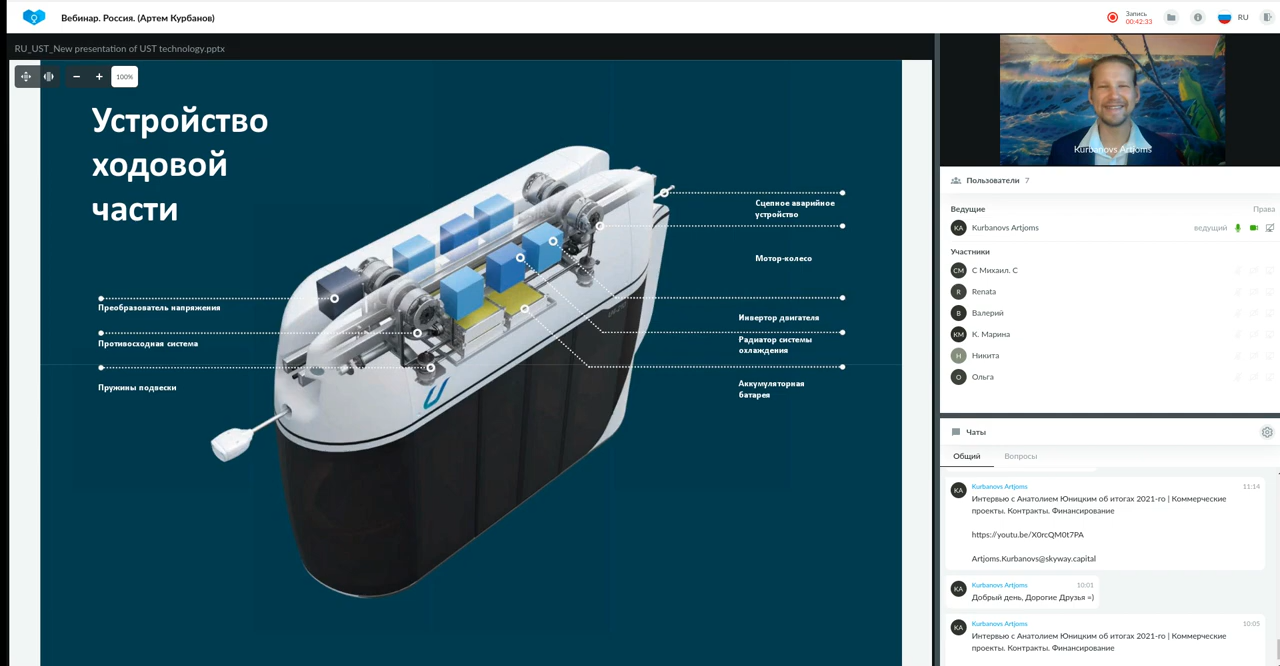 Вебинар. Россия. (Артем Курбанов)
Запись
00:42:33
RU
RU_UST_New presentation of UST technology.pptx
100%
Устройство
ходовой
части
Сцепное аварийное
устройство
Мотор-колесо
Преобразователь напряжения
Инвертор двигателя
Противосходная система
Радиатор системы
охлаждения
Пружины подвески
Аккумуляторная
батарея
Kurbanovs Artjoms
Пользователи 7
Ведущие Права
KA Kurbanovs Artjoms ведущий
Участники
СМ С Михаил. С
R Renata
В Валерий
КМ К. Марина
Н Никита
О Ольга
Чаты
Общий Вопросы
KA Kurbanovs Artjoms 11:14
Интервью с Анатолием Юницким об итогах 2021-го | Коммерческие
проекты. Контракты. Финансирование
https://youtu.be/X0rcQM0t7PA
Artjoms.Kurbanovs@skyway.capital
KA Kurbanovs Artjoms 10:01
Добрый день, Дорогие Друзья =)
KA Kurbanovs Artjoms 10:05
Интервью с Анатолием Юницким об итогах 2021-го | Коммерческие
проекты. Контракты. Финансирование